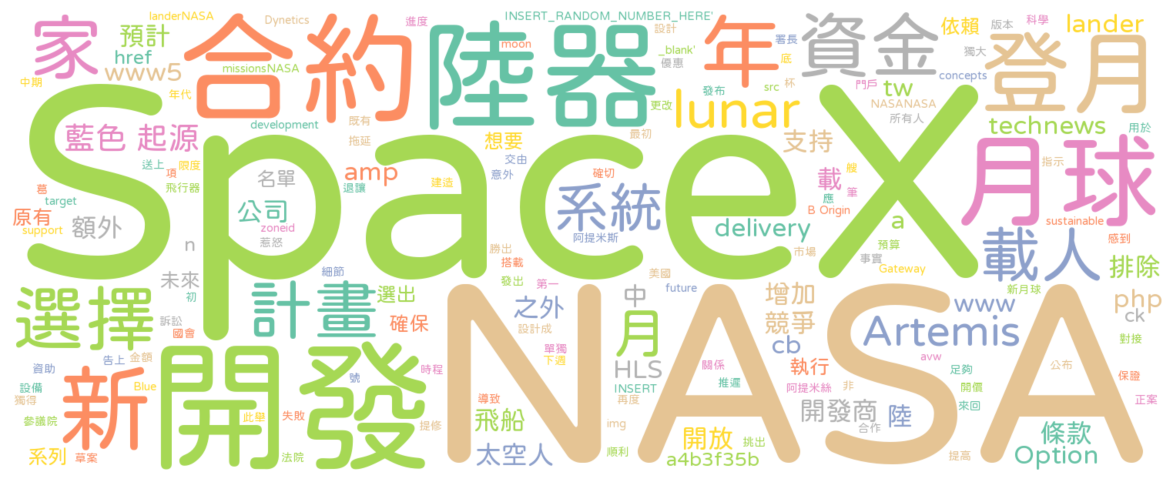 landerNASA Dynetics 進度 INSERT_RANDOM_NUMBER_HERE' 設計 署長 版本 科學
家 預計 合約 陸器 moon _blank' 年 資金 依賴 lander
中期 href www5 優惠 底 獨大 登月
missionsNASA 發布 src 杯 門戶 concepts
年代 既有 更改 lunar tw NASANASA 所有人
SpaceX
development 拖延 想要 最初 支持 technews 用於
藍色 起源 交由 月球
送上 限度 名單 amp 意外 確切 載 艘 指示
項 飛行器 退讓 建造 系統 應 筆
墓 target 公司 B Origin a sustainable
原有 support 額外 zoneid 阿提米斯 delivery 預算 載人 感到
n 惹怒 勝出 市場 事實 排除
未來 細節 搭載 美國 Gateway
初 選出 發出 第一 future 新月球
選擇 計畫 之外 中 增加 www php
訴訟 確保 設計成 月 競爭 Artemis ck
國會 單獨 cb 對接
資助 告上 金額 下週 HLS 關係 執行 avw 足夠 公布 保證
新 開發 NASA
設備 Blue 號 時程 導致 INSERT 推遲 阿提米絲 非 開價
獨得 此舉 失敗 飛船 再度 開發商 陸 來回 正案
參議院 提修 img 開放 挑出 合作 條款
系列 草案 法院 太空人 順利 a4b3f35b 提高 Option